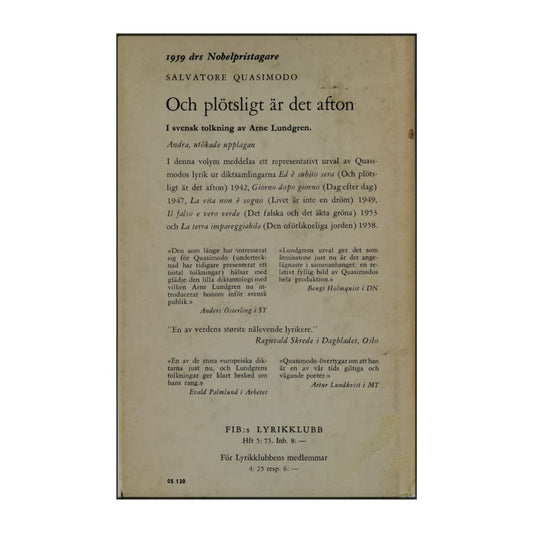 1959 års Nobelpristagare
SALVATORE QUASIMODO
Och plötsligt är det afton
I svensk tolkning av Arne Lundgren.
Andra, utökade upplagan
I denna volym meddelas ett representativt urval av Quasi-
modos lyrik ur diktsamlingarna Ed è subito sera (Och plöts-
ligt är det afton) 1942, Giorno dopo giorno (Dag efter dag)
1947, La vita non è sogno (Livet är inte en dröm) 1949,
Il falso e vero verde (Det falska och det äkta gröna) 1953
och La terra impareggiabile (Den oförlikneliga jorden) 1958.
»Den som länge har intresserat
sig för Quasimodo (underteck-
nad har tidigare presenterat ett
tiotal tolkningar) hälsar med
glädje den lilla diktantologi med
vilken Arne Lundgren nu in-
troducerar honom inför svensk
publik.»
Anders Österling i ST
»Lundgrens urval ger det som
åtminstone just nu är det ange-
lägnaste i sammanhanget: en re-
lativt fyllig bild av Quasimodos
hela produktion.»
Bengt Holmquist i DN
"En av verdens største nålevende lyrikere."
Ragnvald Skrede i Dagbladet, Oslo
»En av de stora europeiska dik-
tarna just nu, och Lundgrens
tolkningar ger klart besked om
hans rang.»
Evald Palmlund i Arbetet
»Quasimodo övertygar om att han
är en av vår tids giltiga och
vägande poeter.»
Artur Lundkvist i MT
FIB:s LYRIKKLUBB
Hft 5: 75. Inb. 8: —
För Lyrikklubbens medlemmar
4: 25 resp. 6: —
05 130